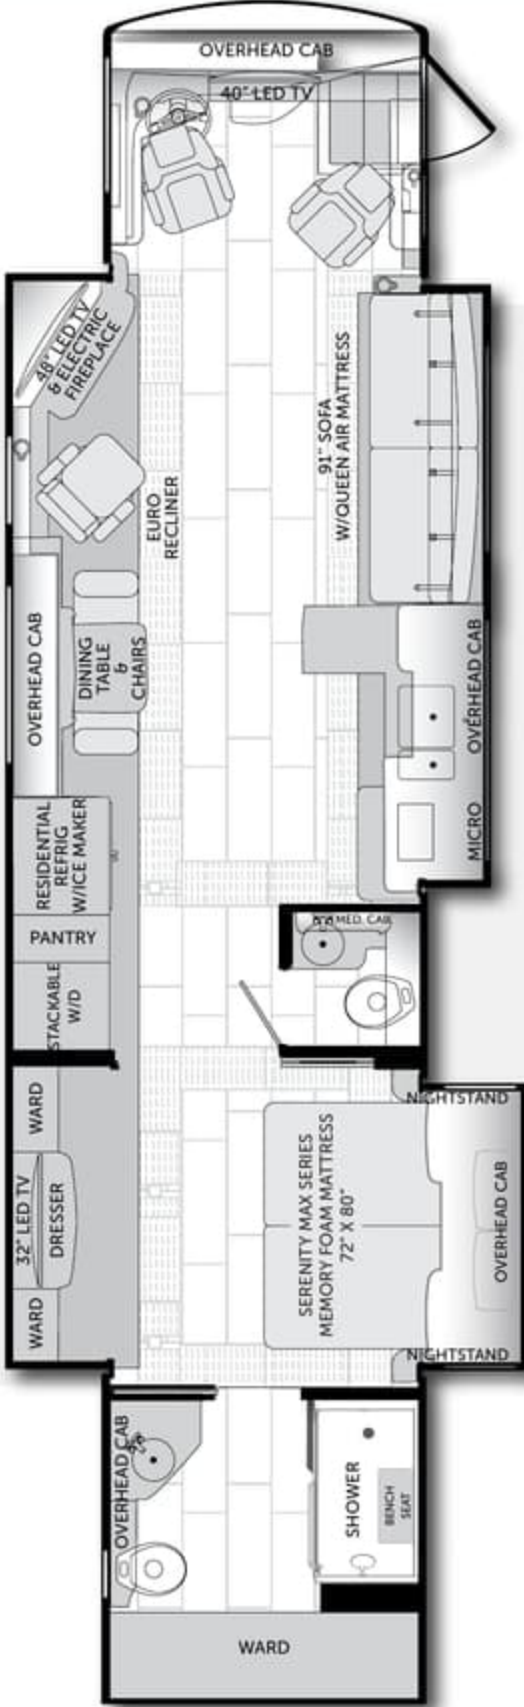 OVERHEAD CAB
40" LED TV
48" LED TV
& ELECTRIC
FIREPLACE
91" SOFA
W/QUEEN AIR MATTRESS
EURO
RECLINER
OVERHEAD CAB
DINING
TABLE
&
CHAIRS
OVERHEAD CAB
MICRO
RESIDENTIAL
REFRIG
W/ICE MAKER
PANTRY
STACKABLE
W/D
MED. CAB
WARD
32" LED TV
DRESSER
WARD
NIGHTSTAND
SERENITY MAX SERIES
MEMORY FOAM MATTRESS
72" X 80"
OVERHEAD CAB
NIGHTSTAND
OVERHEAD CAB
SHOWER
BENCH
SEAT
WARD